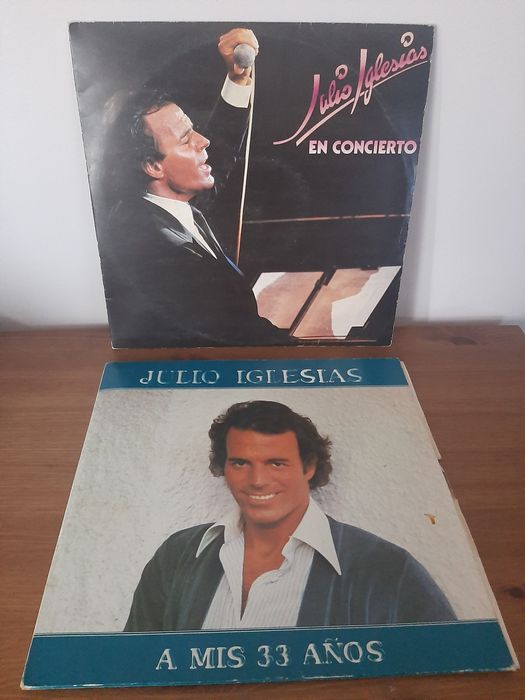 Julio Iglesias
EN CONCIERTO
JULIO IGLESIAS
A MIS 33 AÑOS